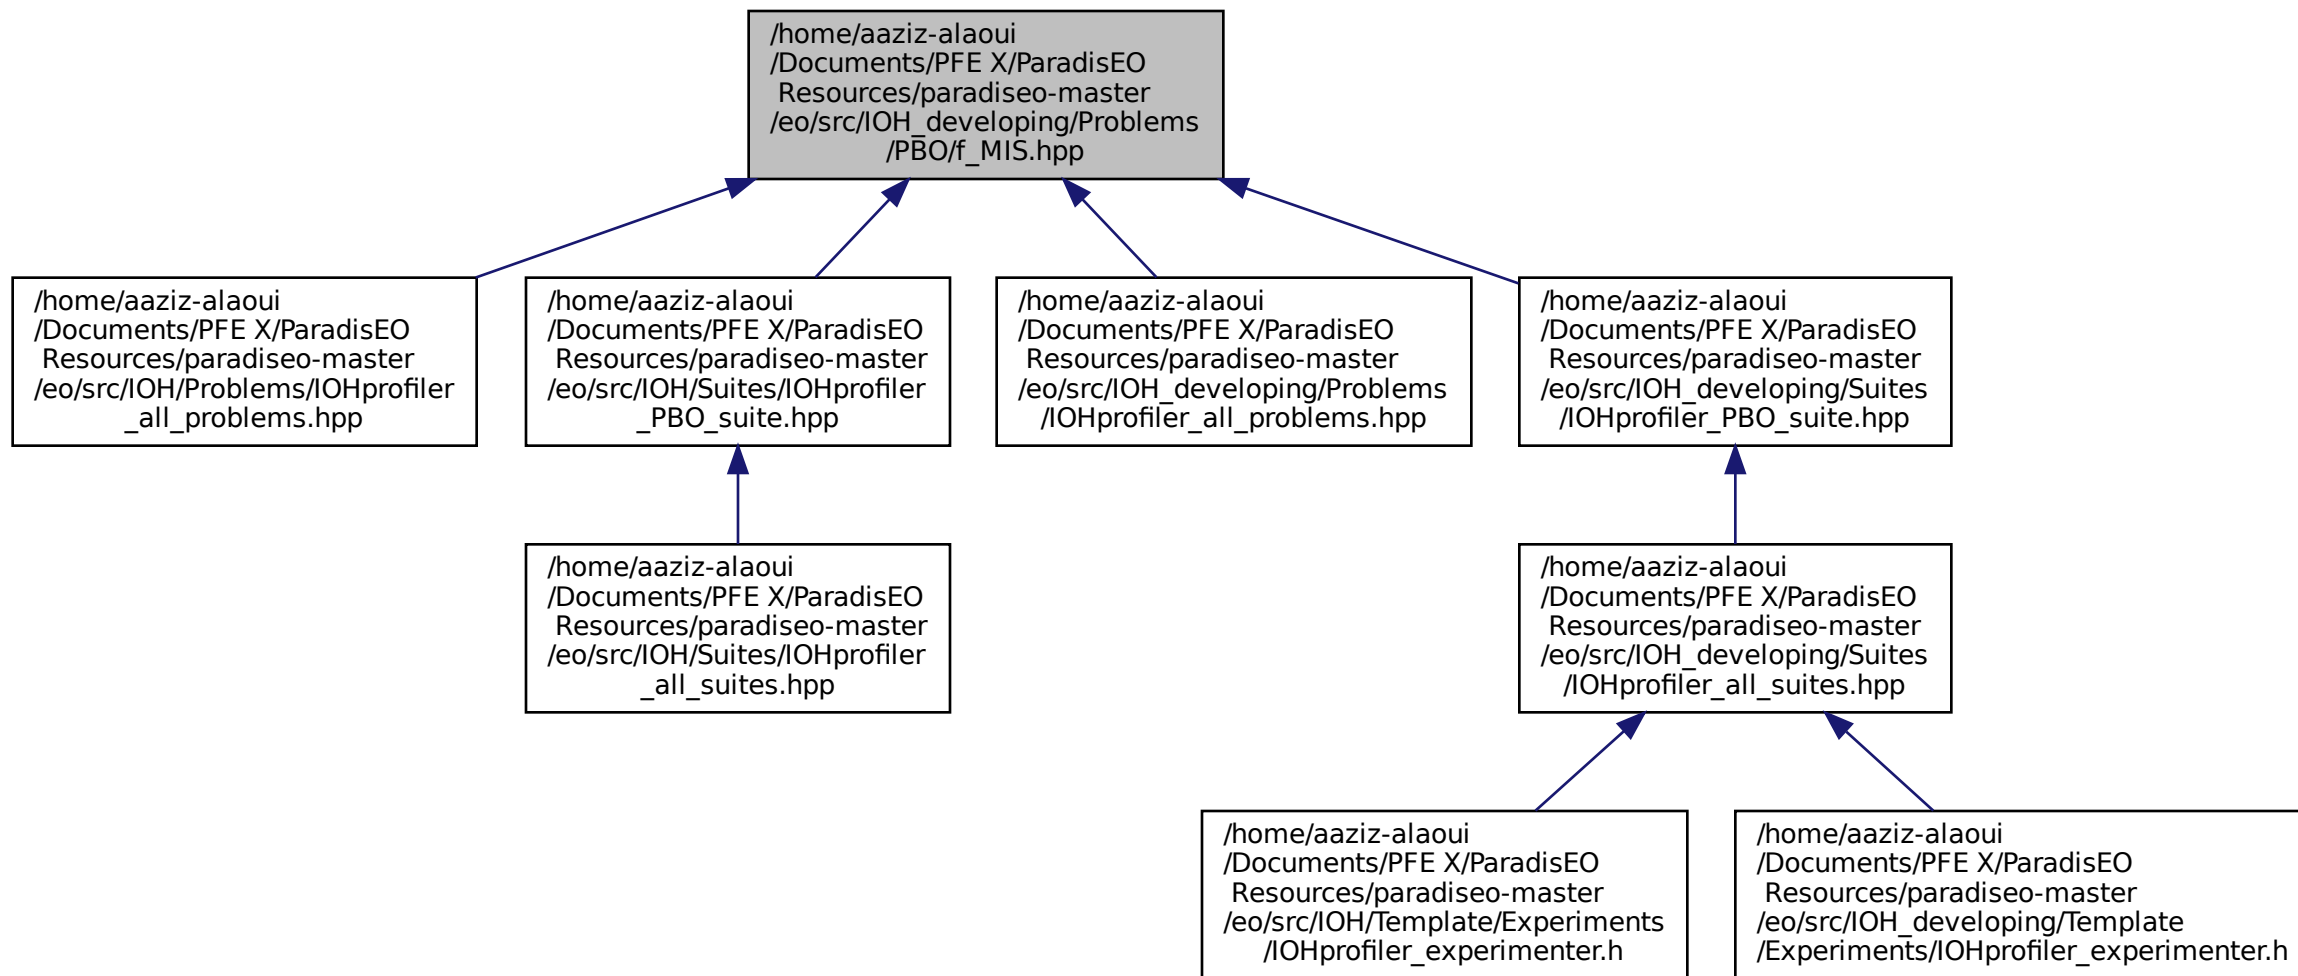 /home/aaziz-alaoui
/Documents/PFE X/ParadisEO
Resources/paradiseo-master
/eo/src/IOH_developing/Problems
/PBO/f_MIS.hpp
/home/aaziz-alaoui
/Documents/PFE X/ParadisEO
Resources/paradiseo-master
/eo/src/IOH/Problems/IOHprofiler
_all_problems.hpp
/home/aaziz-alaoui
/Documents/PFE X/ParadisEO
Resources/paradiseo-master
/eo/src/IOH/Suites/IOHprofiler
_PBO_suite.hpp
/home/aaziz-alaoui
/Documents/PFE X/ParadisEO
Resources/paradiseo-master
/eo/src/IOH_developing/Problems
/IOHprofiler_all_problems.hpp
/home/aaziz-alaoui
/Documents/PFE X/ParadisEO
Resources/paradiseo-master
/eo/src/IOH_developing/Suites
/IOHprofiler_PBO_suite.hpp
/home/aaziz-alaoui
/Documents/PFE X/ParadisEO
Resources/paradiseo-master
/eo/src/IOH/Suites/IOHprofiler
_all_suites.hpp
/home/aaziz-alaoui
/Documents/PFE X/ParadisEO
Resources/paradiseo-master
/eo/src/IOH_developing/Suites
/IOHprofiler_all_suites.hpp
/home/aaziz-alaoui
/Documents/PFE X/ParadisEO
Resources/paradiseo-master
/eo/src/IOH/Template/Experiments
/IOHprofiler_experimenter.h
/home/aaziz-alaoui
/Documents/PFE X/ParadisEO
Resources/paradiseo-master
/eo/src/IOH_developing/Template
/Experiments/IOHprofiler_experimenter.h